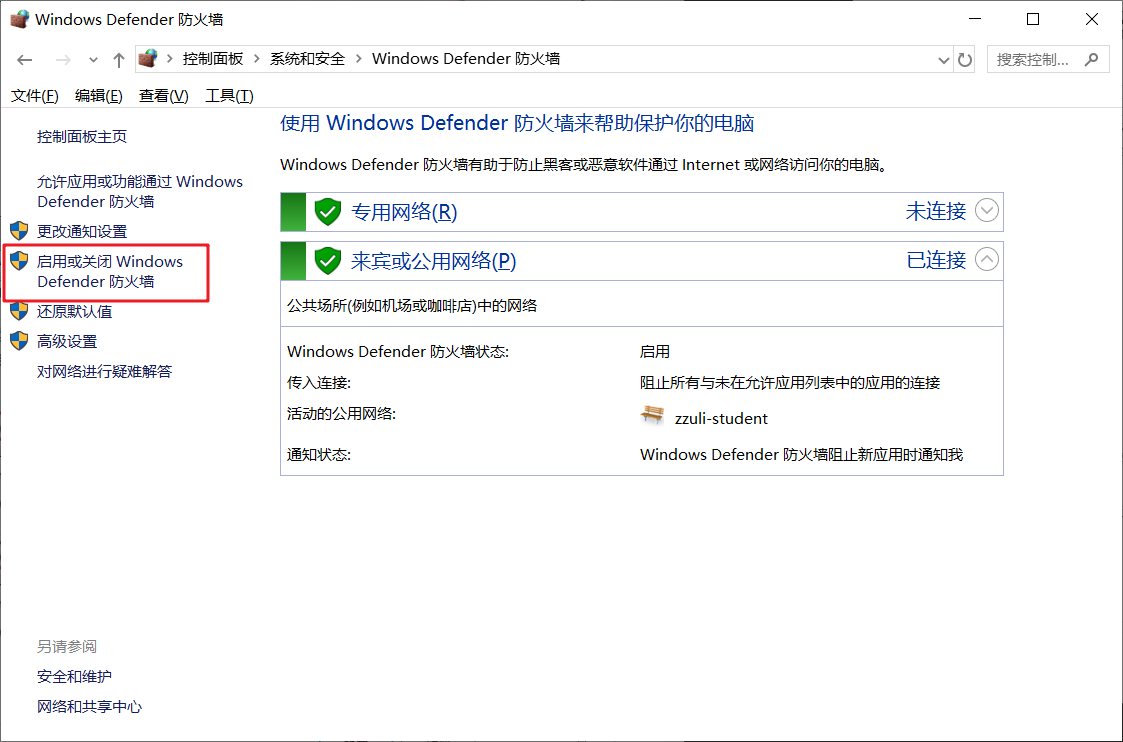 Windows Defender 防火墙
控制面板 > 系统和安全 > Windows Defender 防火墙
搜索控制...
文件(F) 编辑(E) 查看(V) 工具(T)
控制面板主页
允许应用或功能通过 Windows
Defender 防火墙
更改通知设置
启用或关闭 Windows
Defender 防火墙
还原默认值
高级设置
对网络进行疑难解答
另请参阅
安全和维护
网络和共享中心
使用 Windows Defender 防火墙来帮助保护你的电脑
Windows Defender 防火墙有助于防止黑客或恶意软件通过 Internet 或网络访问你的电脑。
专用网络(R) 未连接
来宾或公用网络(P) 已连接
公共场所(例如机场或咖啡店)中的网络
Windows Defender 防火墙状态: 启用
传入连接: 阻止所有与未在允许应用列表中的应用的连接
活动的公用网络: zzuli-student
通知状态: Windows Defender 防火墙阻止新应用时通知我